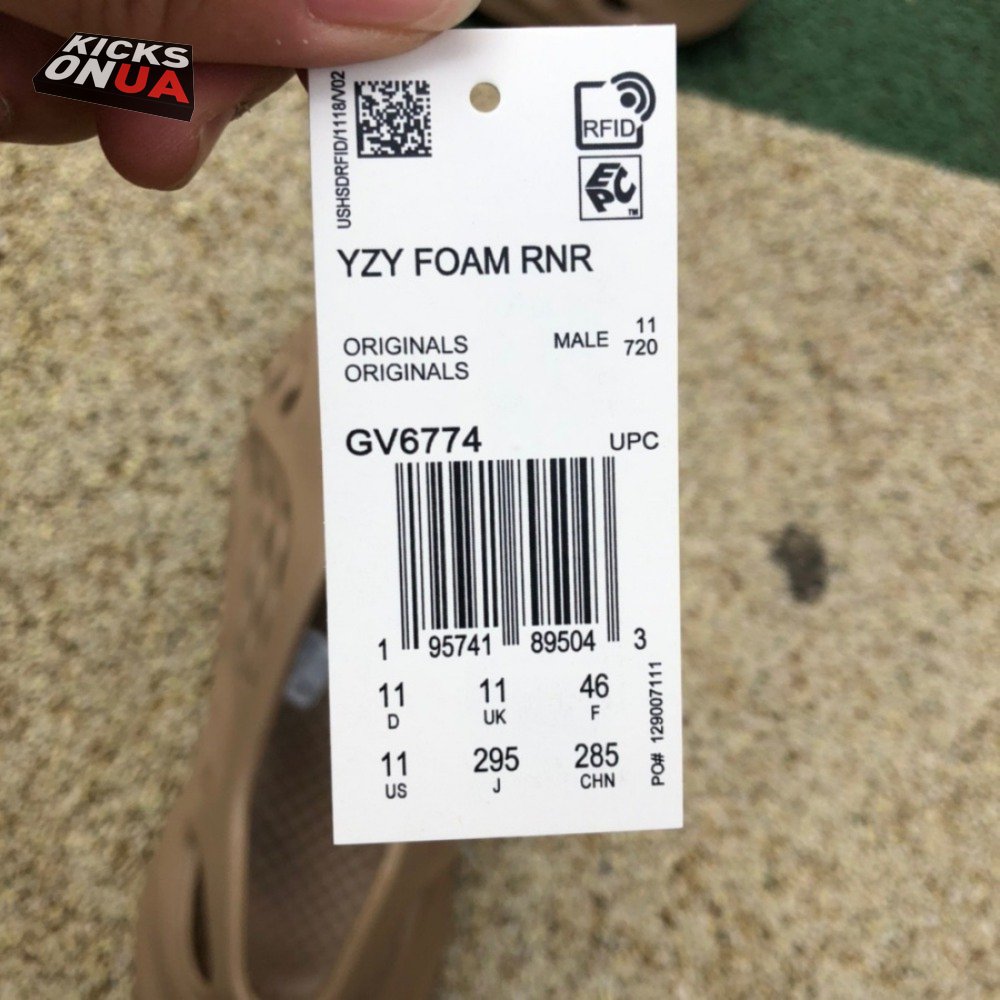 KICKS
ONUA
USHSDRFID/1118/V02
RFID
EPC
TM
YZY FOAM RNR
ORIGINALS
ORIGINALS
MALE 11
720
GV6774 UPC
1 95741 89504 3
11 11 46
D UK F
11 295 285
US J CHN
PO# 129007111